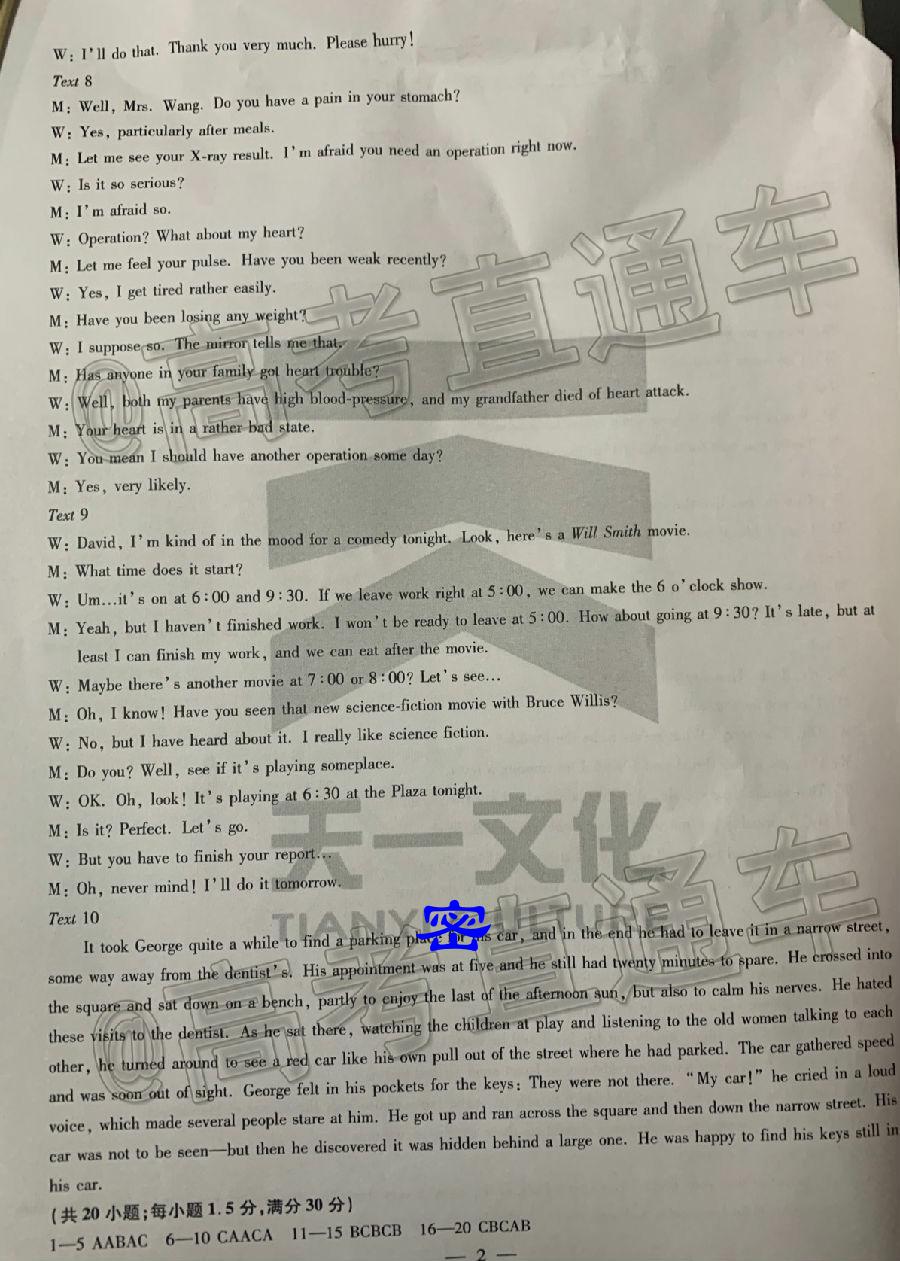 W: I'll do that. Thank you very much. Please hurry!
Text 8
M: Well, Mrs. Wang. Do you have a pain in your stomach?
W: Yes, particularly after meals.
M: Let me see your X-ray result. I'm afraid you need an operation right now.
W: Is it so serious?
M: I'm afraid so.
W: Operation? What about my heart?
M: Let me feel your pulse. Have you been weak recently?
W: Yes, I get tired rather easily.
M: Have you been losing any weight?
W: I suppose so. The mirror tells me that.
M: Has anyone in your family got heart trouble?
W: Well, both my parents have high blood-pressure, and my grandfather died of heart attack.
M: Your heart is in a rather bad state.
W: You mean I should have another operation some day?
M: Yes, very likely.
Text 9
W: David, I'm kind of in the mood for a comedy tonight. Look, here's a Will Smith movie.
M: What time does it start?
W: Um...it's on at 6:00 and 9:30. If we leave work right at 5:00, we can make the 6 o'clock show.
M: Yeah, but I haven't finished work. I won't be ready to leave at 5:00. How about going at 9:30? It's late, but at
least I can finish my work, and we can eat after the movie.
W: Maybe there's another movie at 7:00 or 8:00? Let's see...
M: Oh, I know! Have you seen that new science-fiction movie with Bruce Willis?
W: No, but I have heard about it. I really like science fiction.
M: Do you? Well, see if it's playing someplace.
W: OK. Oh, look! It's playing at 6:30 at the Plaza tonight.
M: Is it? Perfect. Let's go.
W: But you have to finish your report...
M: Oh, never mind! I'll do it tomorrow.
Text 10
It took George quite a while to find a parking place for his car, and in the end he had to leave it in a narrow street,
some way away from the dentist's. His appointment was at five and he still had twenty minutes to spare. He crossed into
the square and sat down on a bench, partly to enjoy the last of the afternoon sun, but also to calm his nerves. He hated
these visits to the dentist. As he sat there, watching the children at play and listening to the old women talking to each
other, he turned around to see a red car like his own pull out of the street where he had parked. The car gathered speed
and was soon out of sight. George felt in his pockets for the keys: They were not there. "My car!" he cried in a loud
voice, which made several people stare at him. He got up and ran across the square and then down the narrow street. His
car was not to be seen—but then he discovered it was hidden behind a large one. He was happy to find his keys still in
his car.
(共20小题;每小题1.5分,满分30分)
1—5 AABAC 6—10 CAACA 11—15 BCBCB 16—20 CBCAB
— 2 —
@高考直通车
天一文化
TIANYI CULTURE
密
@高考直通车